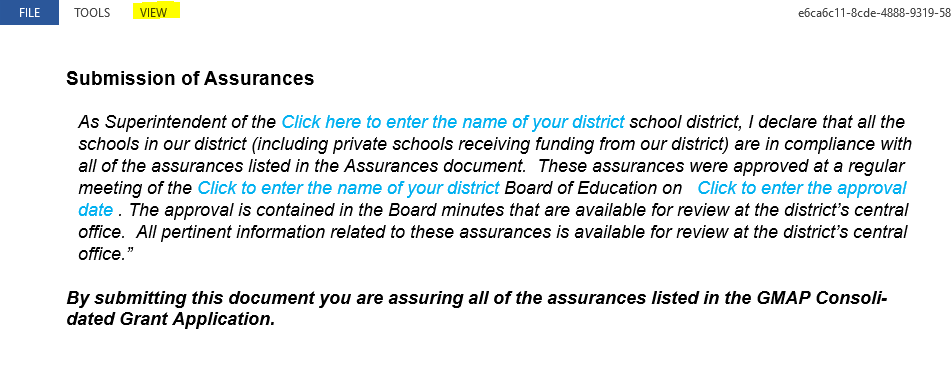 FILE TOOLS VIEW e6ca6c11-8cde-4888-9319-58
Submission of Assurances
As Superintendent of the Click here to enter the name of your district school district, I declare that all the
schools in our district (including private schools receiving funding from our district) are in compliance with
all of the assurances listed in the Assurances document.  These assurances were approved at a regular
meeting of the Click to enter the name of your district Board of Education on   Click to enter the approval
date . The approval is contained in the Board minutes that are available for review at the district’s central
office.  All pertinent information related to these assurances is available for review at the district’s central
office.”
By submitting this document you are assuring all of the assurances listed in the GMAP Consoli-
dated Grant Application.